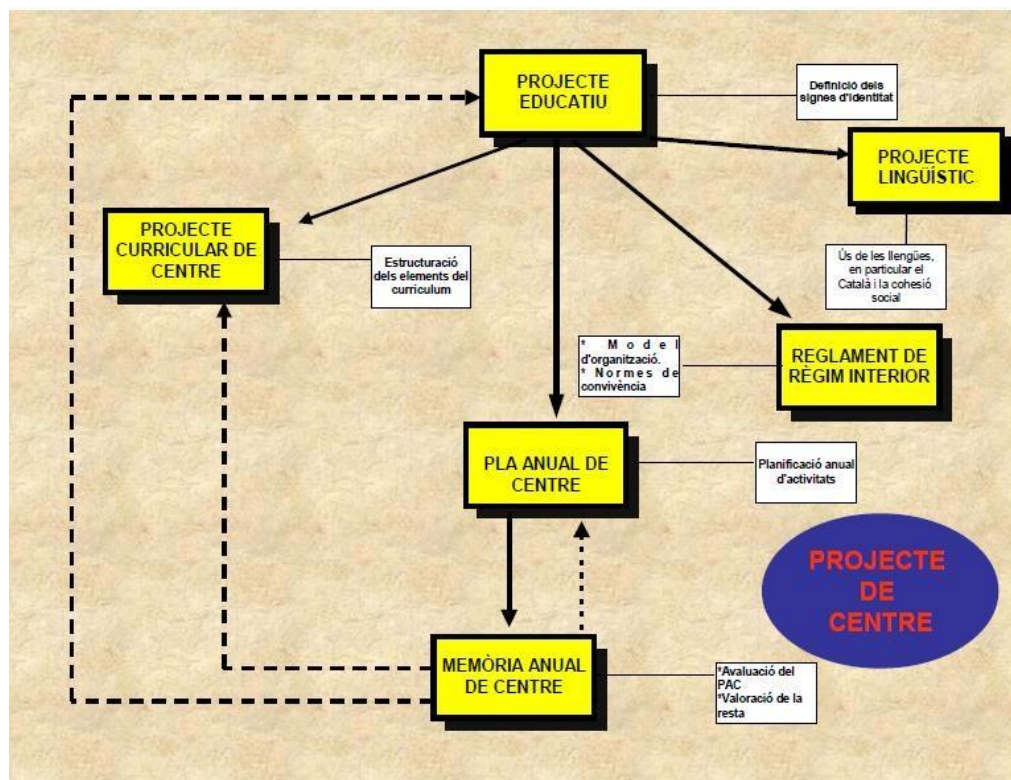 PROJECTE
EDUCATIU
Definició dels
signes d'identitat
PROJECTE
LINGÜÍSTIC
PROJECTE
CURRICULAR DE
CENTRE
Estructuració
dels elements del
curriculum
Ús de les llengües,
en particular el
Català i la cohesió
social
* Model
d'organització.
* Normes de
convivència
REGLAMENT DE
RÈGIM INTERIOR
PLA ANUAL DE
CENTRE
Planificació anual
d'activitats
PROJECTE
DE
CENTRE
MEMÒRIA ANUAL
DE CENTRE
*Avaluació del
PAC
*Valoració de la
resta